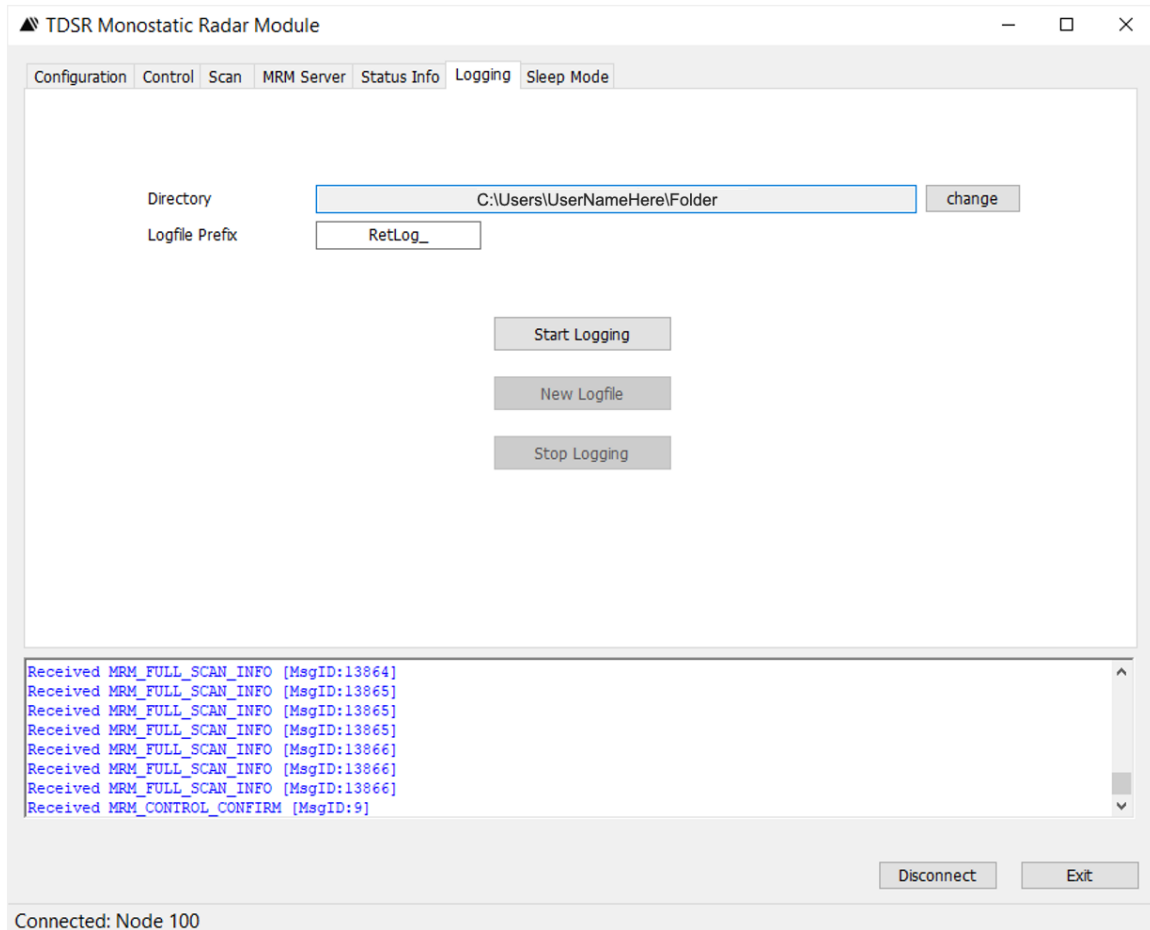 TDSR Monostatic Radar Module
Configuration Control Scan MRM Server Status Info Logging Sleep Mode
Directory C:\Users\UserNameHere\Folder change
Logfile Prefix RetLog_
Start Logging
New Logfile
Stop Logging
Received MRM_FULL_SCAN_INFO [MsgID:13864]
Received MRM_FULL_SCAN_INFO [MsgID:13865]
Received MRM_FULL_SCAN_INFO [MsgID:13865]
Received MRM_FULL_SCAN_INFO [MsgID:13865]
Received MRM_FULL_SCAN_INFO [MsgID:13866]
Received MRM_FULL_SCAN_INFO [MsgID:13866]
Received MRM_FULL_SCAN_INFO [MsgID:13866]
Received MRM_CONTROL_CONFIRM [MsgID:9]
Disconnect Exit
Connected: Node 100